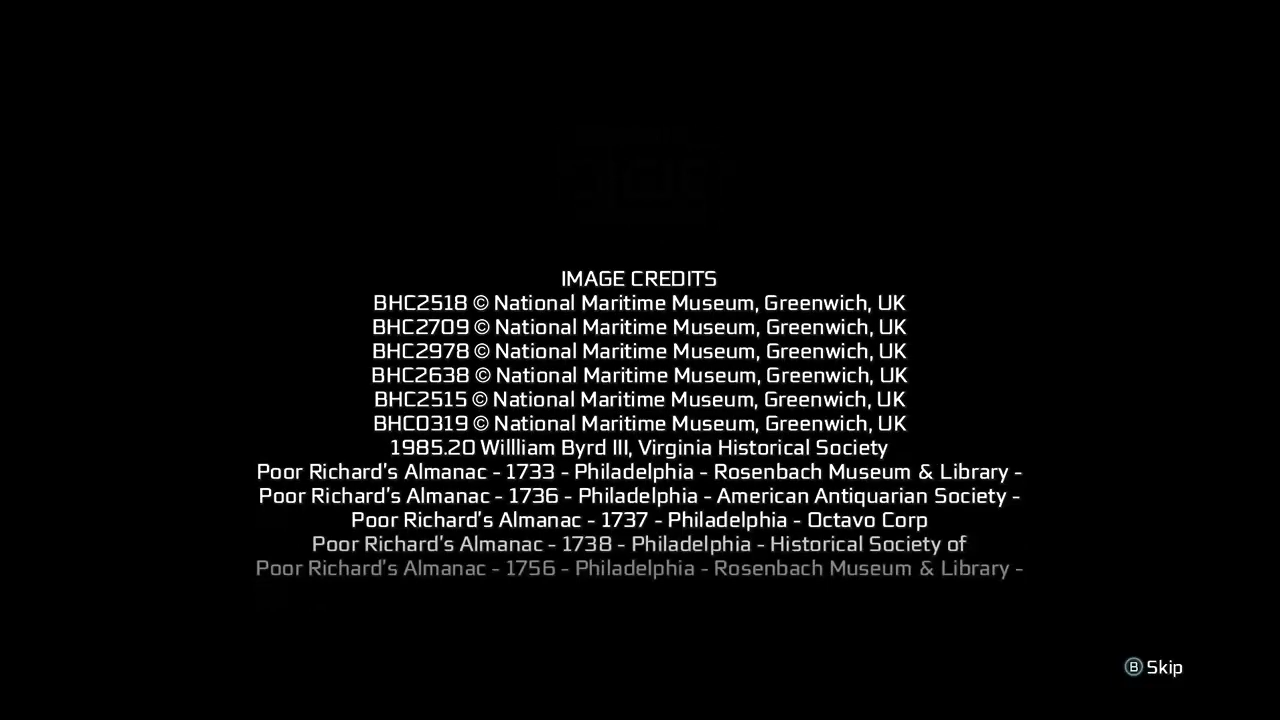 IMAGE CREDITS
BHC2518 © National Maritime Museum, Greenwich, UK
BHC2709 © National Maritime Museum, Greenwich, UK
BHC2978 © National Maritime Museum, Greenwich, UK
BHC2638 © National Maritime Museum, Greenwich, UK
BHC2515 © National Maritime Museum, Greenwich, UK
BHC0319 © National Maritime Museum, Greenwich, UK
1985.20 Willliam Byrd III, Virginia Historical Society
Poor Richard's Almanac - 1733 - Philadelphia - Rosenbach Museum & Library -
Poor Richard's Almanac - 1736 - Philadelphia - American Antiquarian Society -
Poor Richard's Almanac - 1737 - Philadelphia - Octavo Corp
Poor Richard's Almanac - 1738 - Philadelphia - Historical Society of
Poor Richard's Almanac - 1756 - Philadelphia - Rosenbach Museum & Library -
B Skip